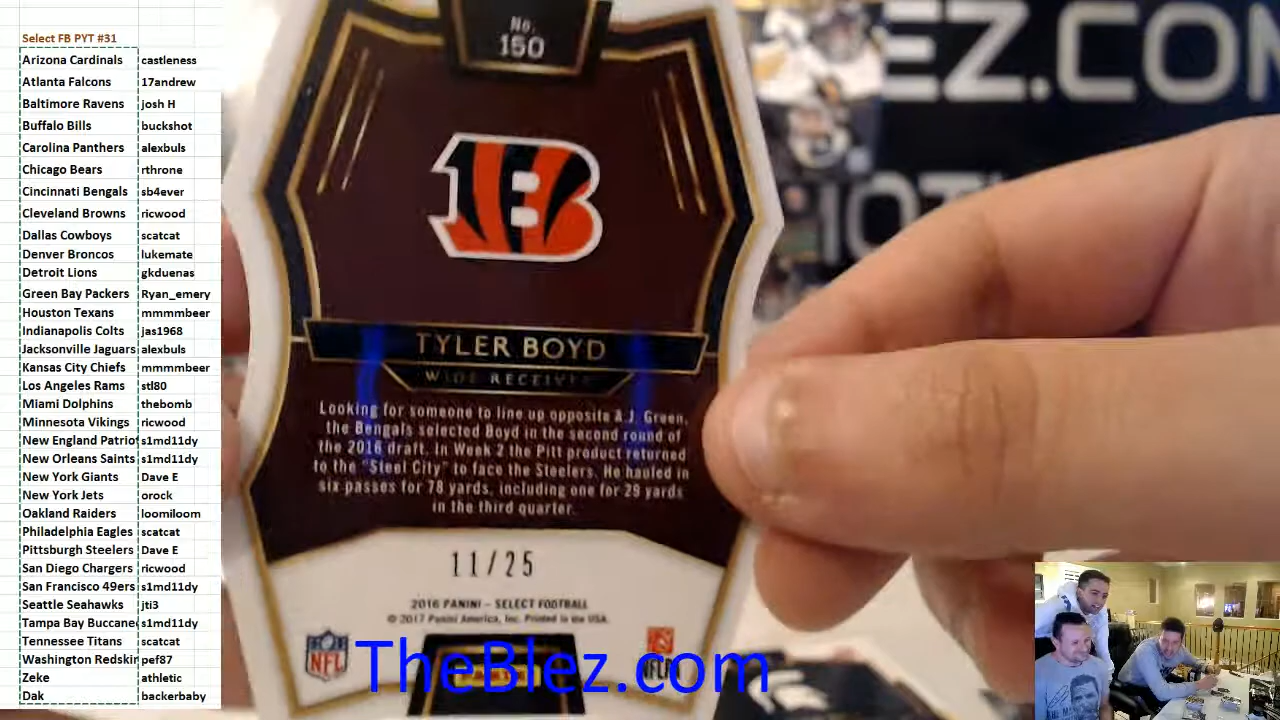 Select FB PYT #31
Arizona Cardinals castleness
Atlanta Falcons 17andrew
Baltimore Ravens josh H
Buffalo Bills buckshot
Carolina Panthers alexbuls
Chicago Bears rthrone
Cincinnati Bengals sb4ever
Cleveland Browns ricwood
Dallas Cowboys scatcat
Denver Broncos lukemate
Detroit Lions gkduenas
Green Bay Packers Ryan_emery
Houston Texans mmmmbeer
Indianapolis Colts jas1968
Jacksonville Jaguars alexbuls
Kansas City Chiefs mmmmbeer
Los Angeles Rams stl80
Miami Dolphins thebomb
Minnesota Vikings ricwood
New England Patrio s1md11dy
New Orleans Saints s1md11dy
New York Giants Dave E
New York Jets orock
Oakland Raiders loomiloom
Philadelphia Eagles scatcat
Pittsburgh Steelers Dave E
San Diego Chargers ricwood
San Francisco 49ers s1md11dy
Seattle Seahawks jti3
Tampa Bay Buccane s1md11dy
Tennessee Titans scatcat
Washington Redskir pef87
Zeke athletic
Dak backerbaby
No.
150
B
TYLER BOYD
WIDE RECEIVER
Looking for someone to line up opposite A.J. Green,
the Bengals selected Boyd in the second round of
the 2016 draft. In Week 2 the Pitt product returned
to the "Steel City" to face the Steelers. He hauled in
six passes for 78 yards, including one for 29 yards
in the third quarter.
11/25
2016 PANINI - SELECT FOOTBALL
© 2017 Panini America, Inc. Printed in the USA.
NFL
TheBlez.com
EZ.COM